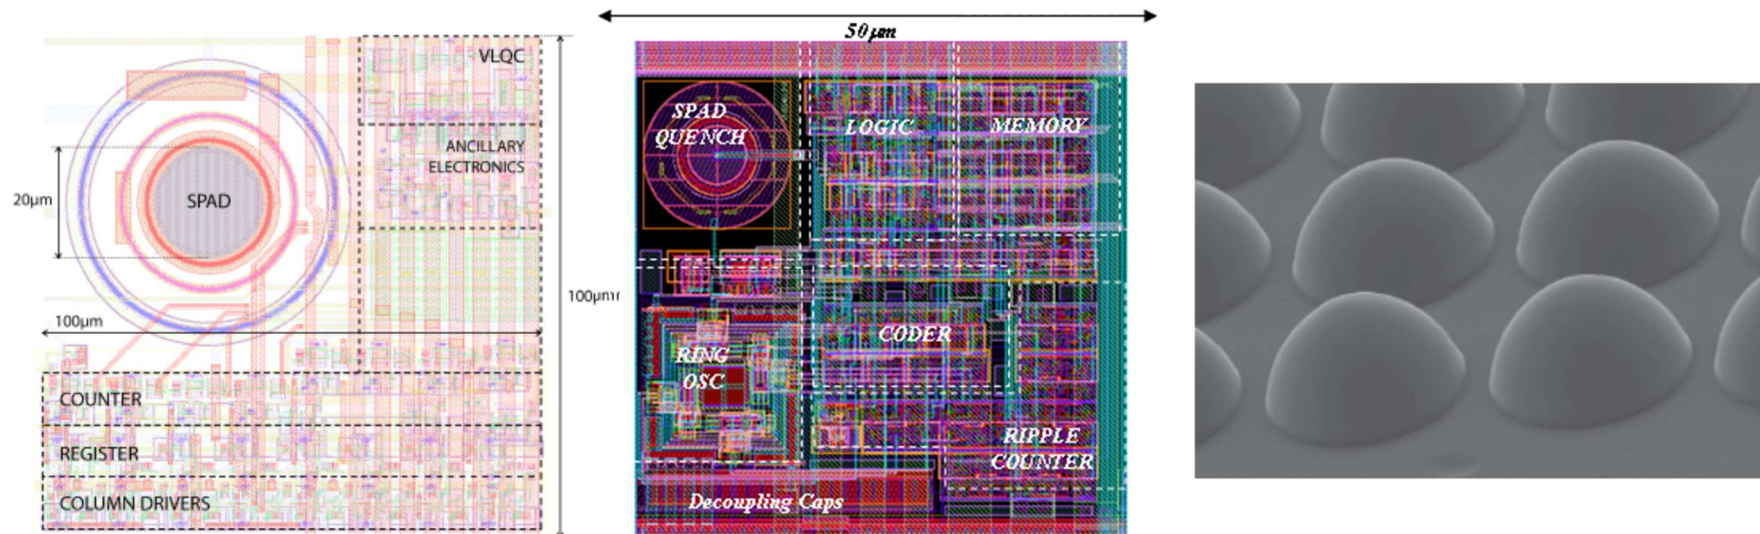 VLQC
ANCILLARY
ELECTRONICS
SPAD
20µm
100µm
100µm
COUNTER
REGISTER
COLUMN DRIVERS
50µm
SPAD
QUENCH
LOGIC
MEMORY
CODER
RING
OSC
RIPPLE
COUNTER
Decoupling Caps